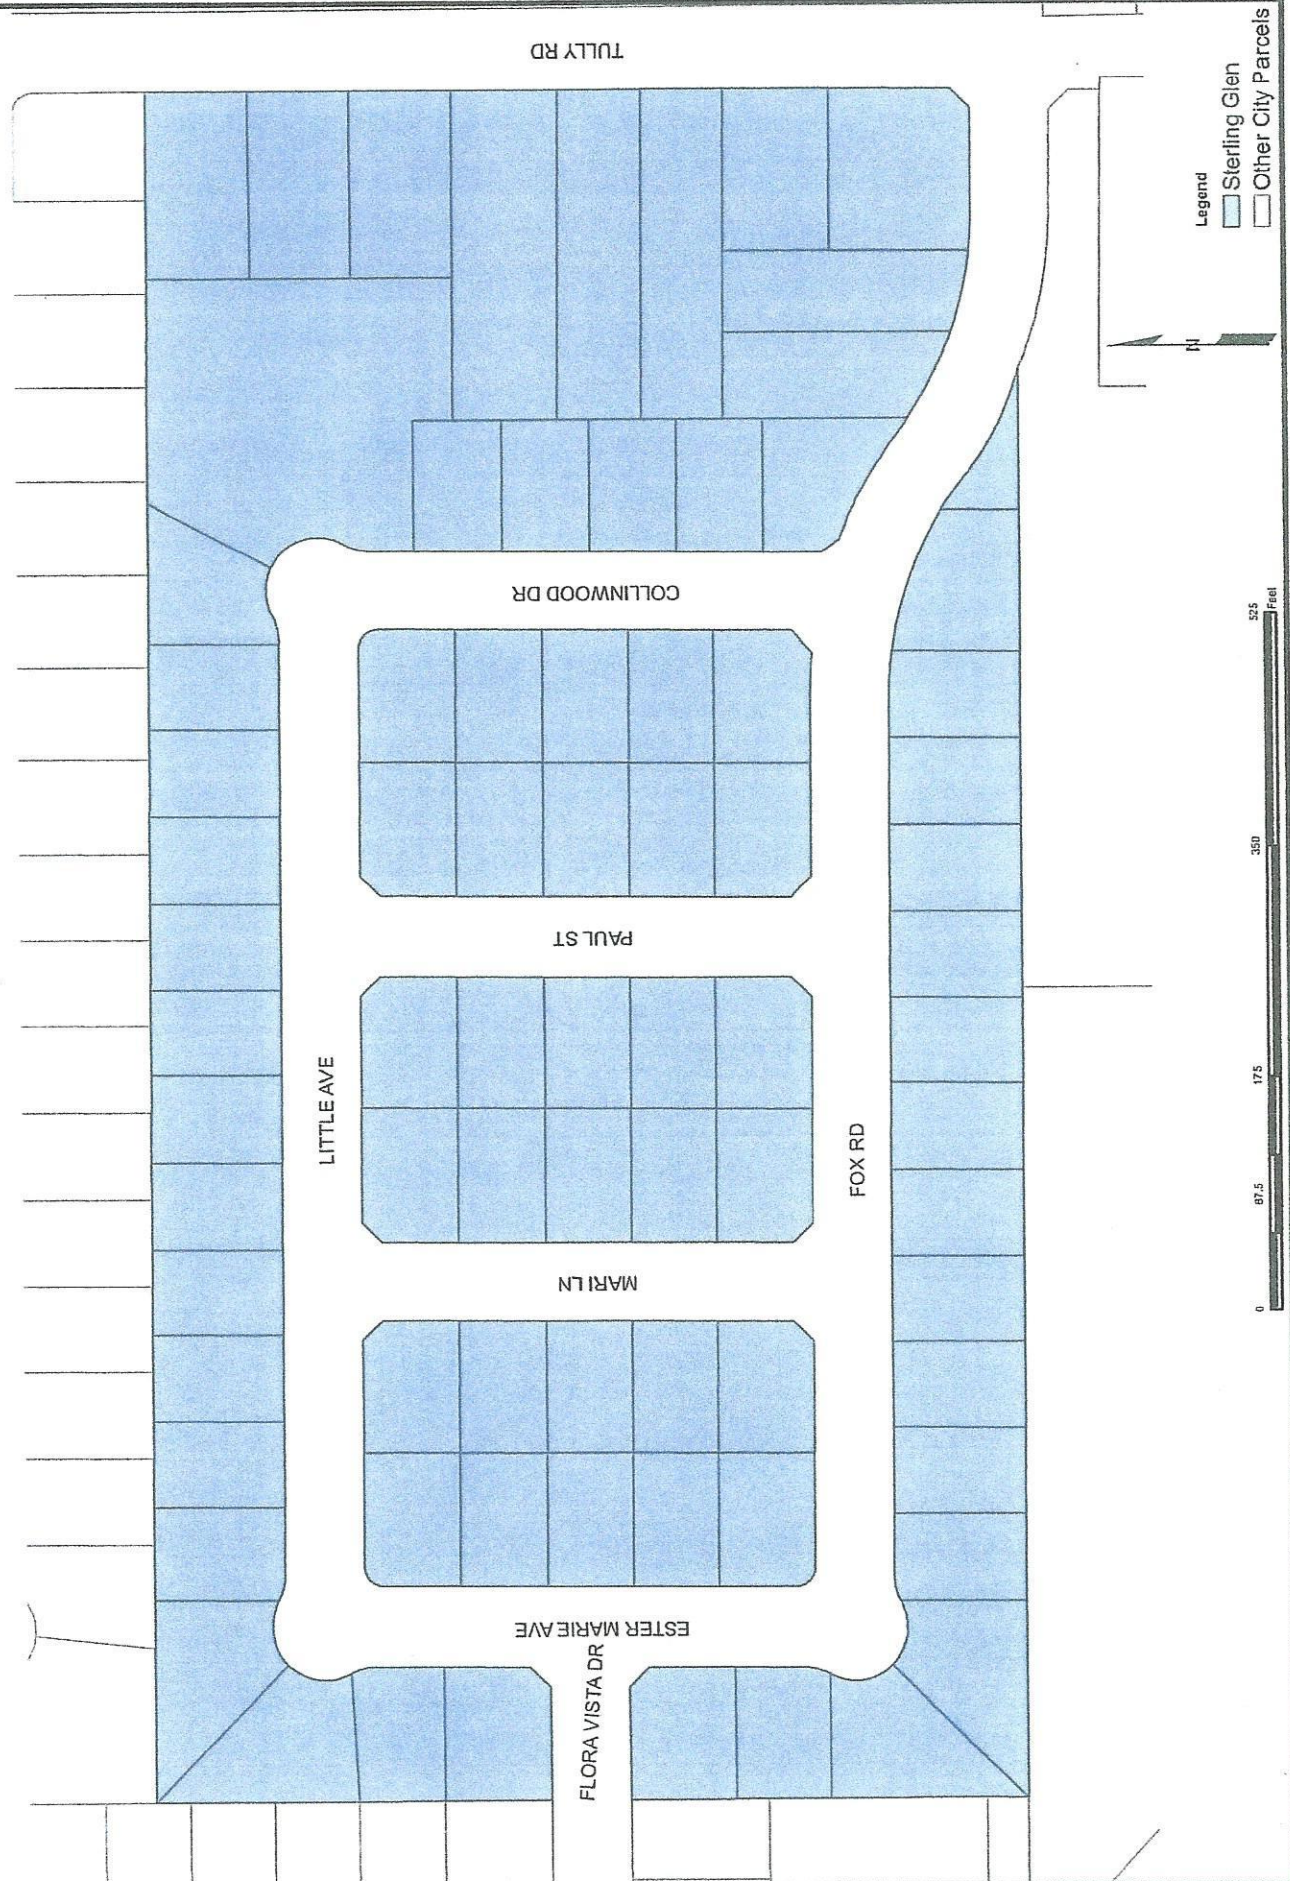 TULLY RD
COLLINWOOD DR
PAUL ST
LITTLE AVE
FOX RD
MARI LN
ESTER MARIE AVE
FLORA VISTA DR
Legend
Sterling Glen
Other City Parcels
N
0 87.5 175 350 525
Feet